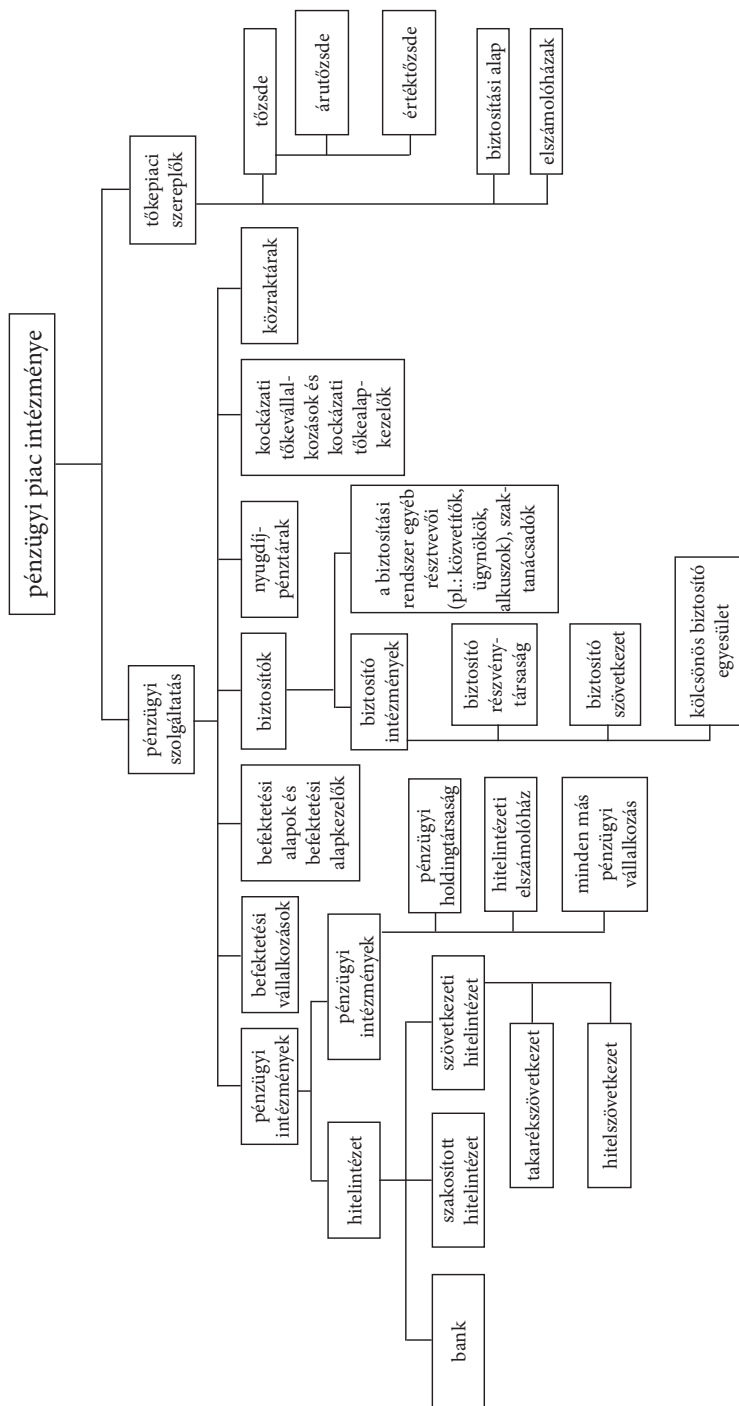 pénzügyi piac intézménye
pénzügyi
szolgáltatás
tőkepiaci
szereplők
pénzügyi
intézmények
befektetési
vállalkozások
befektetési
alapok és
befektetési
alapkezelők
biztosítók
nyugdíj-
pénztárak
kockázati
tőkevállal-
kozások és
kockázati
tőkealap-
kezelők
közraktárak
tőzsde
árutőzsde
értéktőzsde
biztosítási alap
elszámolóházak
hitelintézet
pénzügyi
intézmények
biztosító
intézmények
a biztosítási
rendszer egyéb
résztvevői
(pl.: közvetítők,
ügynökök,
alkuszok), szak-
tanácsadók
bank
szakosított
hitelintézet
szövetkezeti
hitelintézet
pénzügyi
holdingtársaság
hitelintézeti
elszámolóház
minden más
pénzügyi
vállalkozás
biztosító
részvény-
társaság
biztosító
szövetkezet
kölcsönös biztosító
egyesület
takarékszövetkezet
hitelszövetkezet